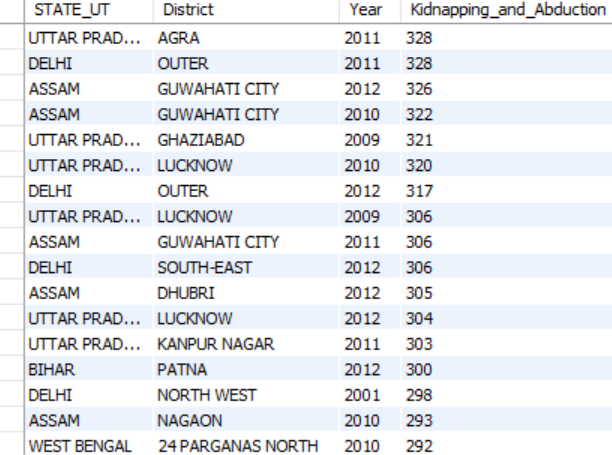 STATE_UT District Year Kidnapping_and_Abduction
UTTAR PRAD... AGRA 2011 328
DELHI OUTER 2011 328
ASSAM GUWAHATI CITY 2012 326
ASSAM GUWAHATI CITY 2010 322
UTTAR PRAD... GHAZIABAD 2009 321
UTTAR PRAD... LUCKNOW 2010 320
DELHI OUTER 2012 317
UTTAR PRAD... LUCKNOW 2009 306
ASSAM GUWAHATI CITY 2011 306
DELHI SOUTH-EAST 2012 306
ASSAM DHUBRI 2012 305
UTTAR PRAD... LUCKNOW 2012 304
UTTAR PRAD... KANPUR NAGAR 2011 303
BIHAR PATNA 2012 300
DELHI NORTH WEST 2001 298
ASSAM NAGAON 2010 293
WEST BENGAL 24 PARGANAS NORTH 2010 292